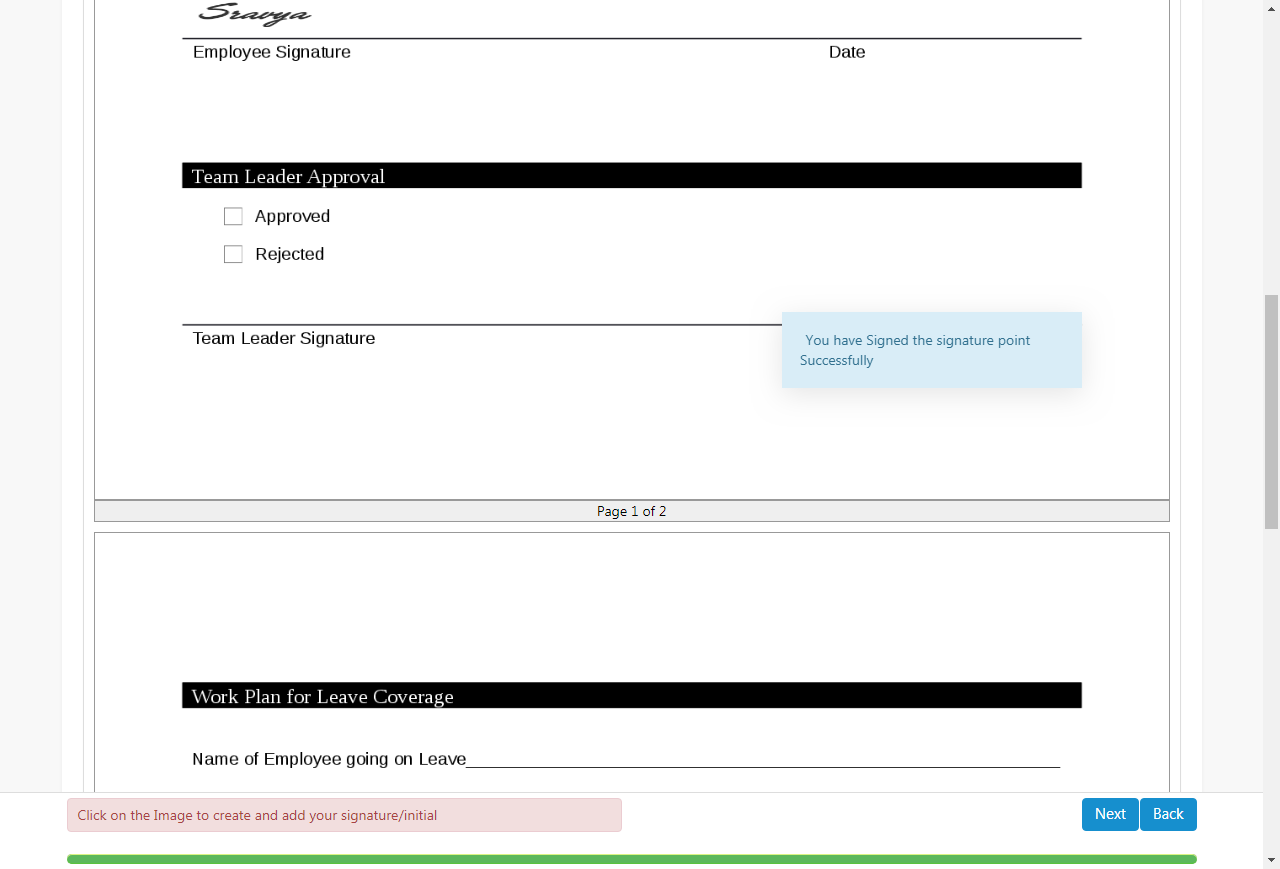 Sravya
Employee Signature Date
Team Leader Approval
Approved
Rejected
Team Leader Signature
You have Signed the signature point
Successfully
Page 1 of 2
Work Plan for Leave Coverage
Name of Employee going on Leave
Click on the Image to create and add your signature/initial
Next Back